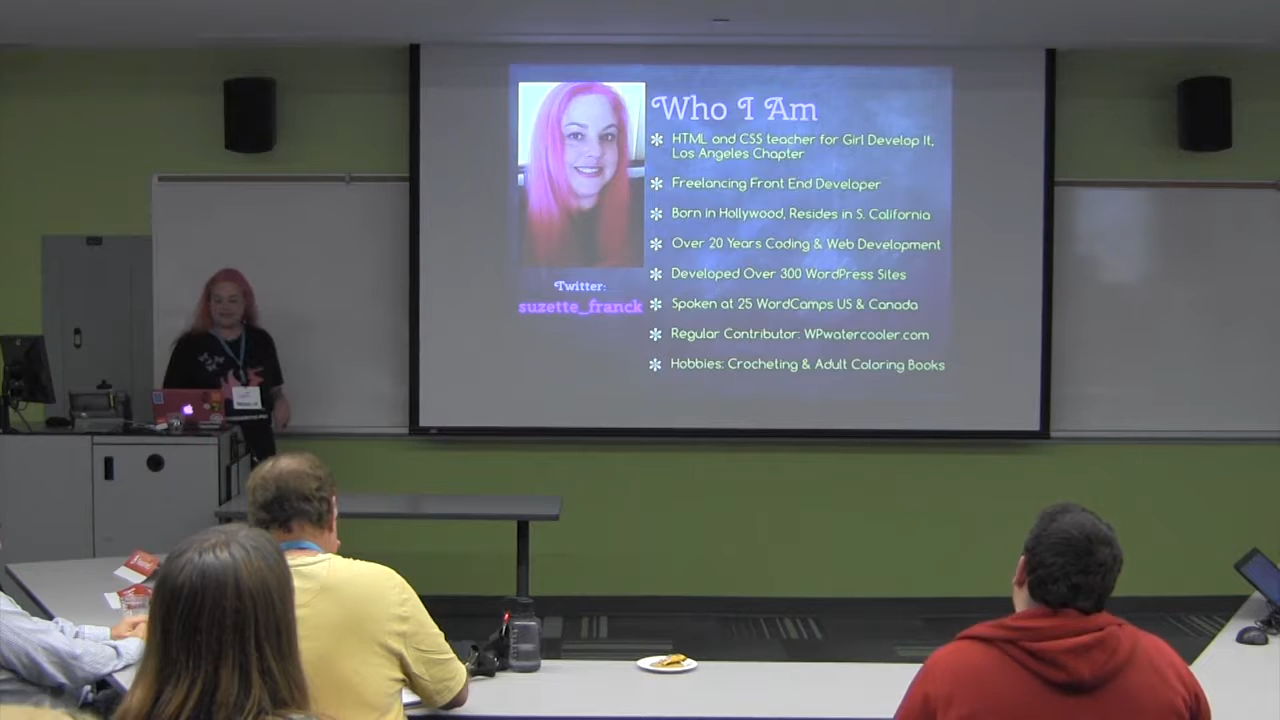 Who I Am
HTML and CSS teacher for Girl Develop It,
Los Angeles Chapter
Freelancing Front End Developer
Born in Hollywood, Resides in S. California
Over 20 Years Coding & Web Development
Developed Over 300 WordPress Sites
Spoken at 25 WordCamps US & Canada
Regular Contributor: WPwatercooler.com
Hobbies: Crocheting & Adult Coloring Books
Twitter:
suzette_franck